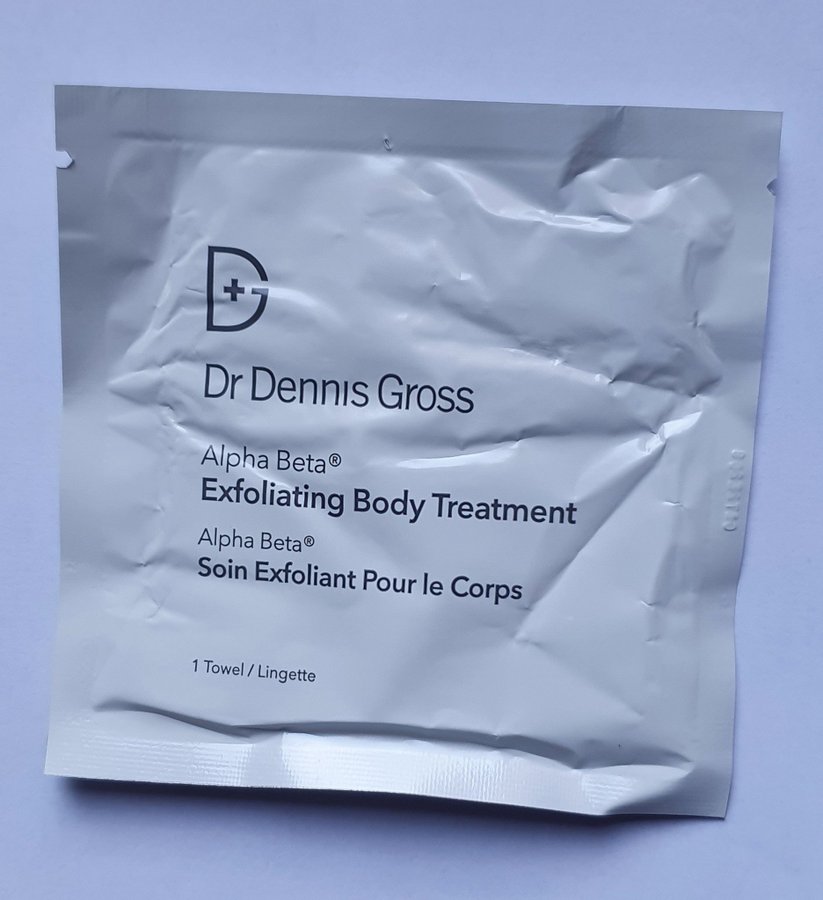 Dr Dennis Gross
Alpha Beta®
Exfoliating Body Treatment
Alpha Beta®
Soin Exfoliant Pour le Corps
1 Towel / Lingette